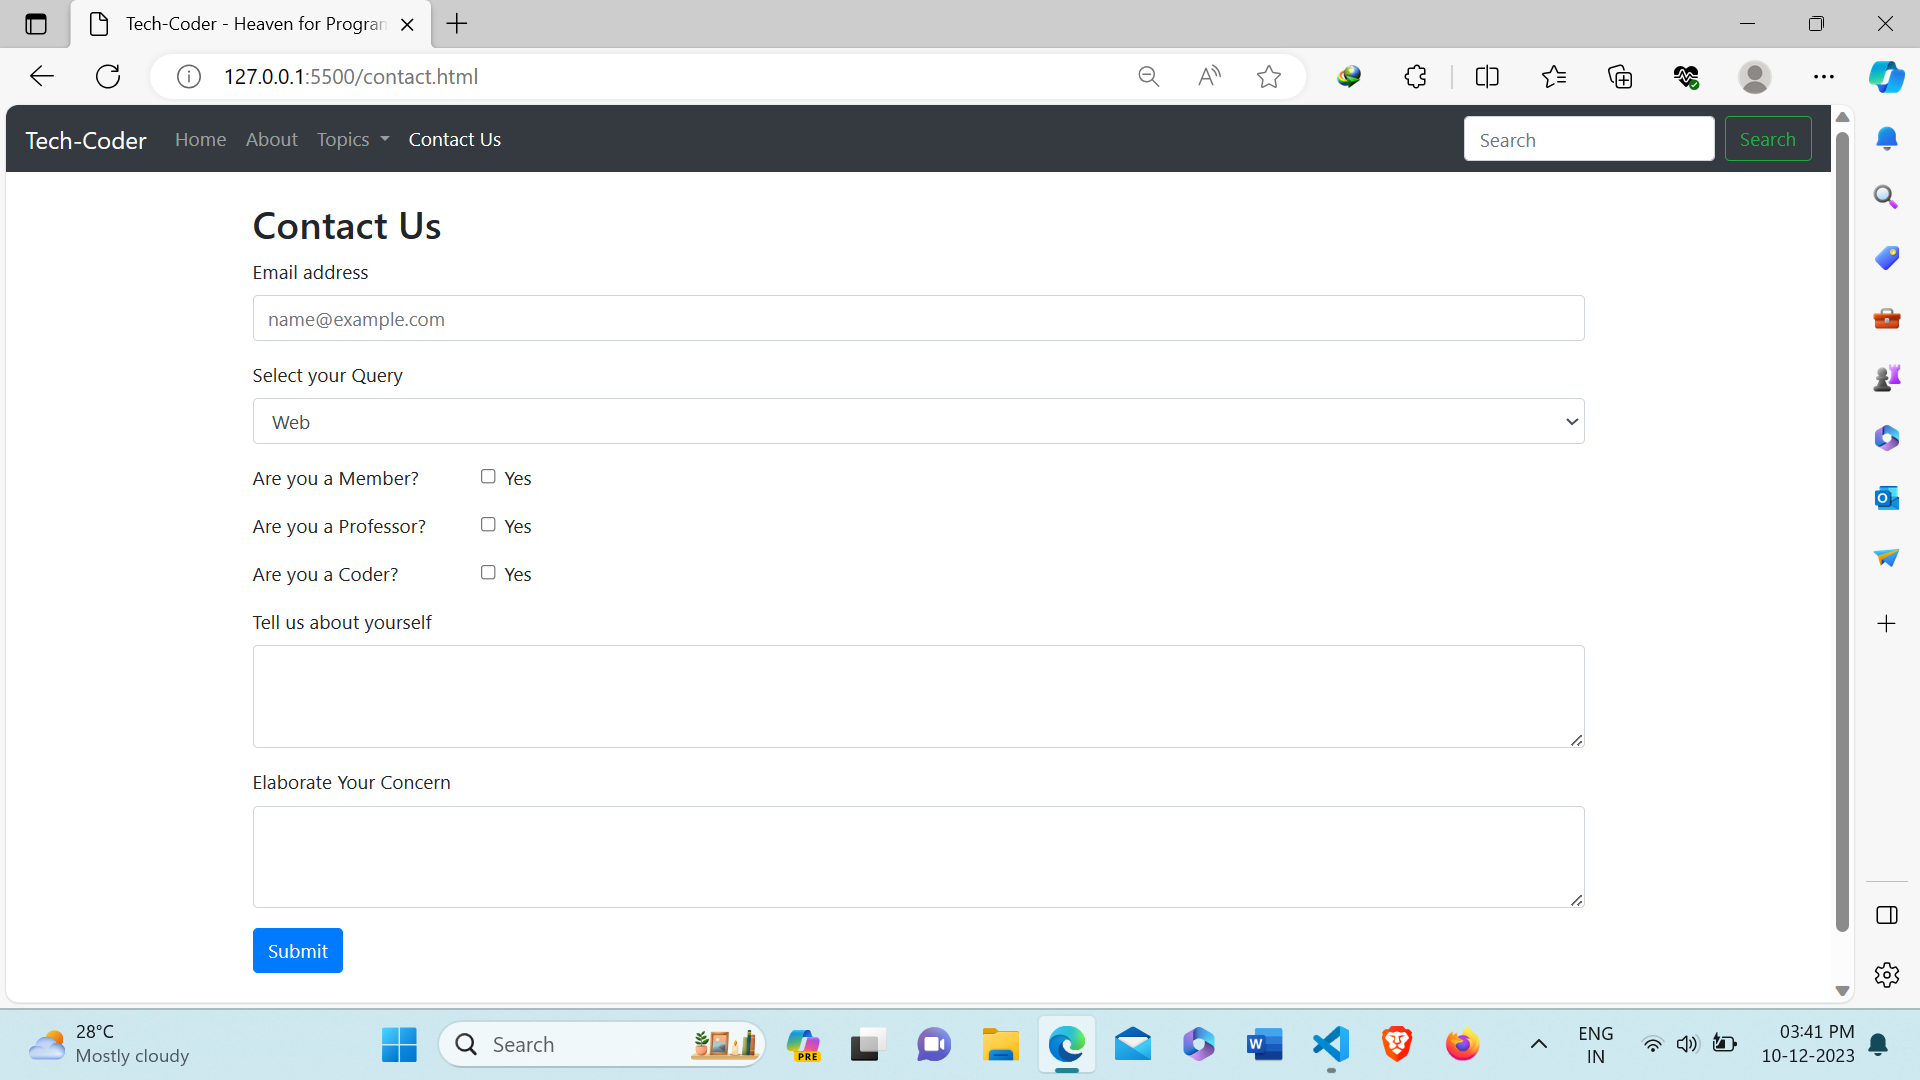 Tech-Coder - Heaven for Progran
127.0.0.1:5500/contact.html
Tech-Coder Home About Topics Contact Us Search Search
Contact Us
Email address
name@example.com
Select your Query
Web
Are you a Member? Yes
Are you a Professor? Yes
Are you a Coder? Yes
Tell us about yourself
Elaborate Your Concern
Submit
28°C
Mostly cloudy
Search
PRE
ENG
IN
03:41 PM
10-12-2023